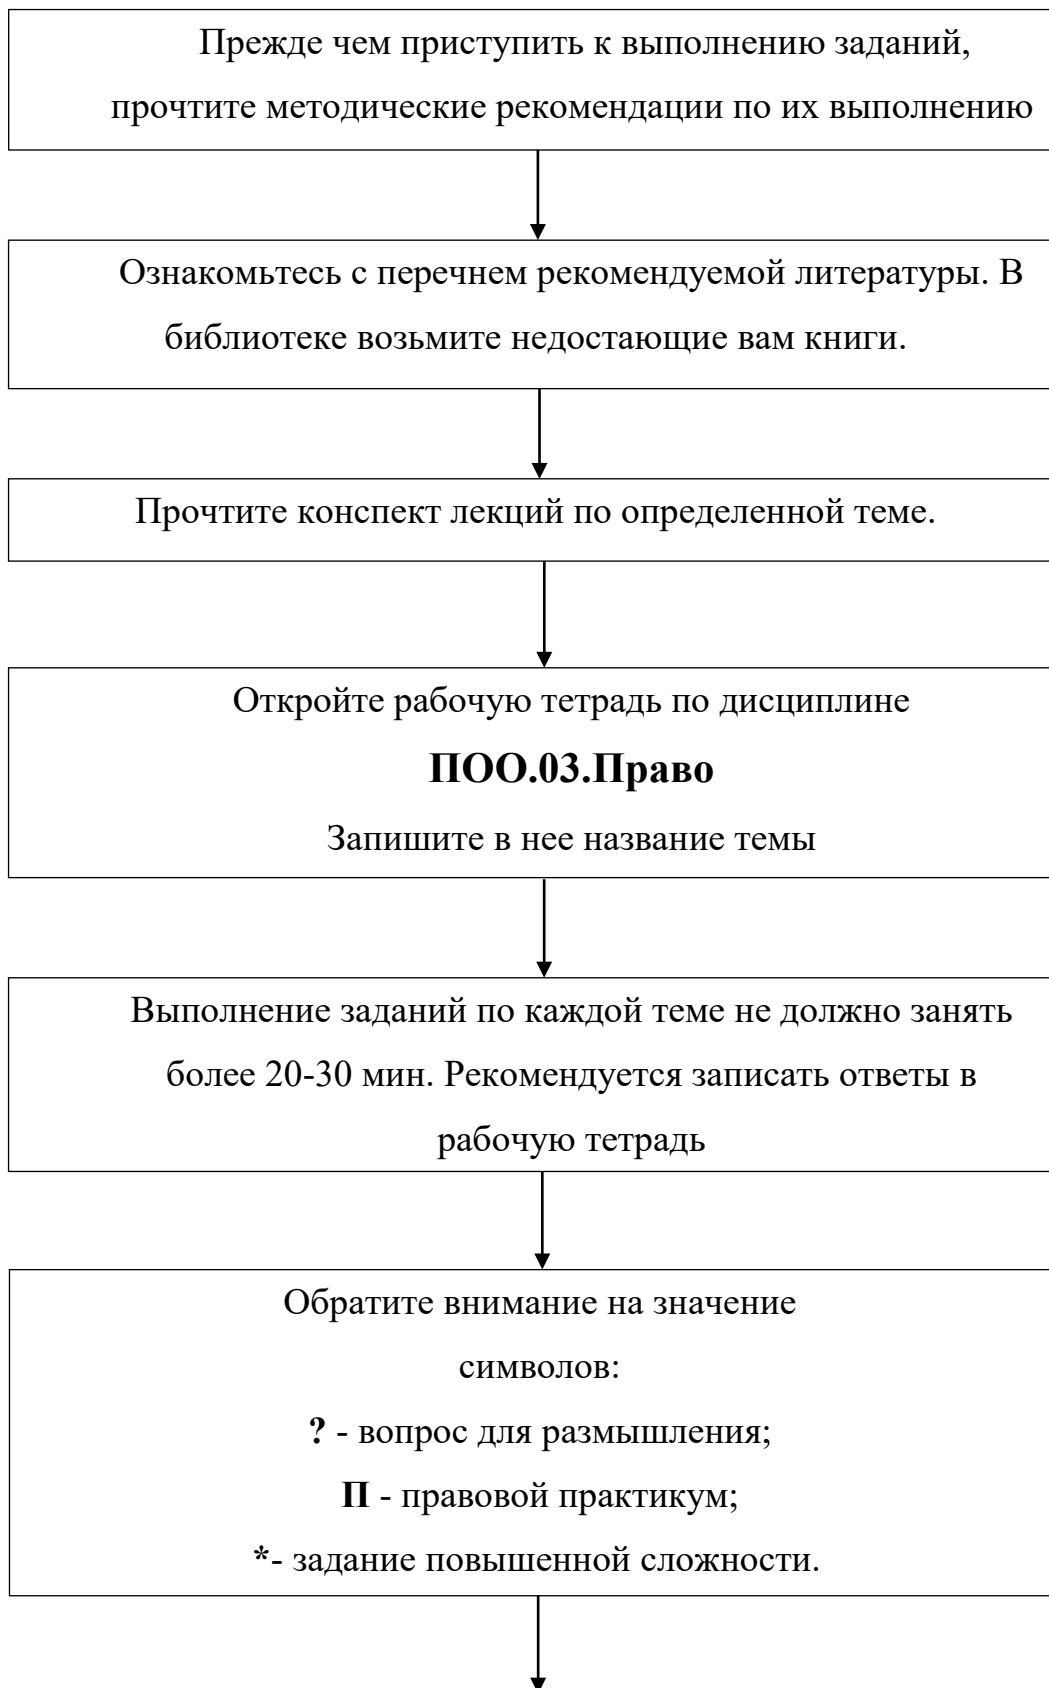 Прежде чем приступить к выполнению заданий,
прочтите методические рекомендации по их выполнению
Ознакомьтесь с перечнем рекомендуемой литературы. В
библиотеке возьмите недостающие вам книги.
Прочтите конспект лекций по определенной теме.
Откройте рабочую тетрадь по дисциплине
ПОО.03.Право
Запишите в нее название темы
Выполнение заданий по каждой теме не должно занять
более 20-30 мин. Рекомендуется записать ответы в
рабочую тетрадь
Обратите внимание на значение
символов:
? - вопрос для размышления;
П - правовой практикум;
*- задание повышенной сложности.